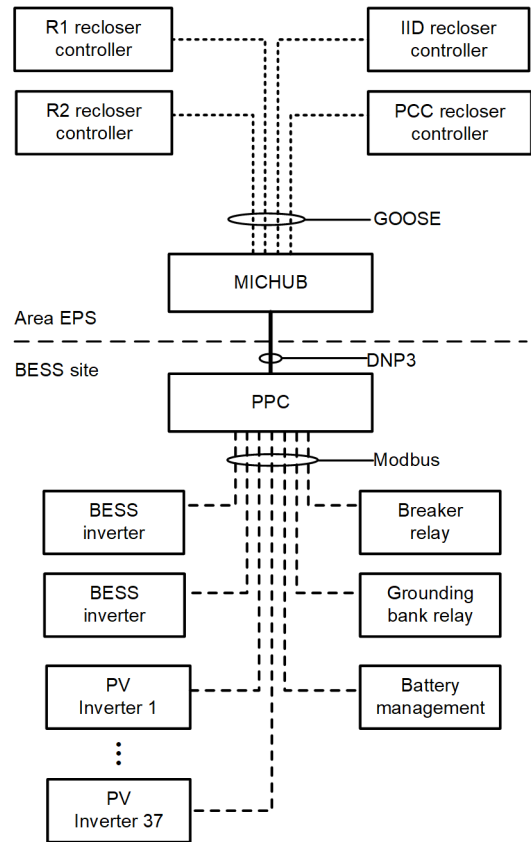 R1 recloser
controller
IID recloser
controller
R2 recloser
controller
PCC recloser
controller
GOOSE
MICHUB
Area EPS
DNP3
BESS site
PPC
Modbus
BESS
inverter
Breaker
relay
BESS
inverter
Grounding
bank relay
PV
Inverter 1
Battery
management
PV
Inverter 37